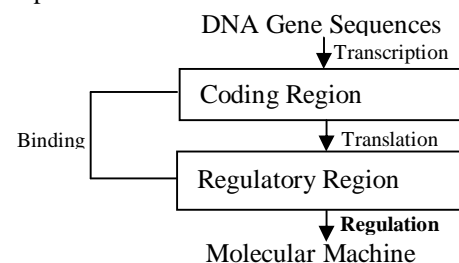 DNA Gene Sequences
Transcription
Coding Region
Binding
Translation
Regulatory Region
Regulation
Molecular Machine